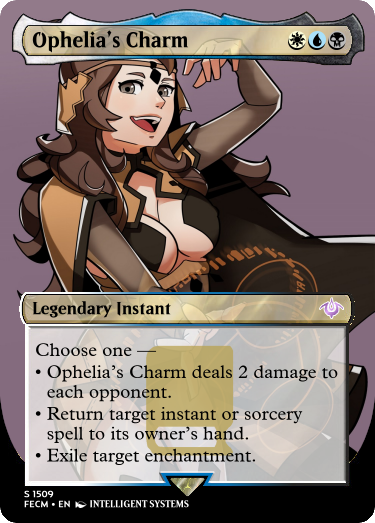 Ophelia's Charm
Legendary Instant
Choose one —
• Ophelia's Charm deals 2 damage to
each opponent.
• Return target instant or sorcery
spell to its owner's hand.
• Exile target enchantment.
S 1509
FECM • EN INTELLIGENT SYSTEMS